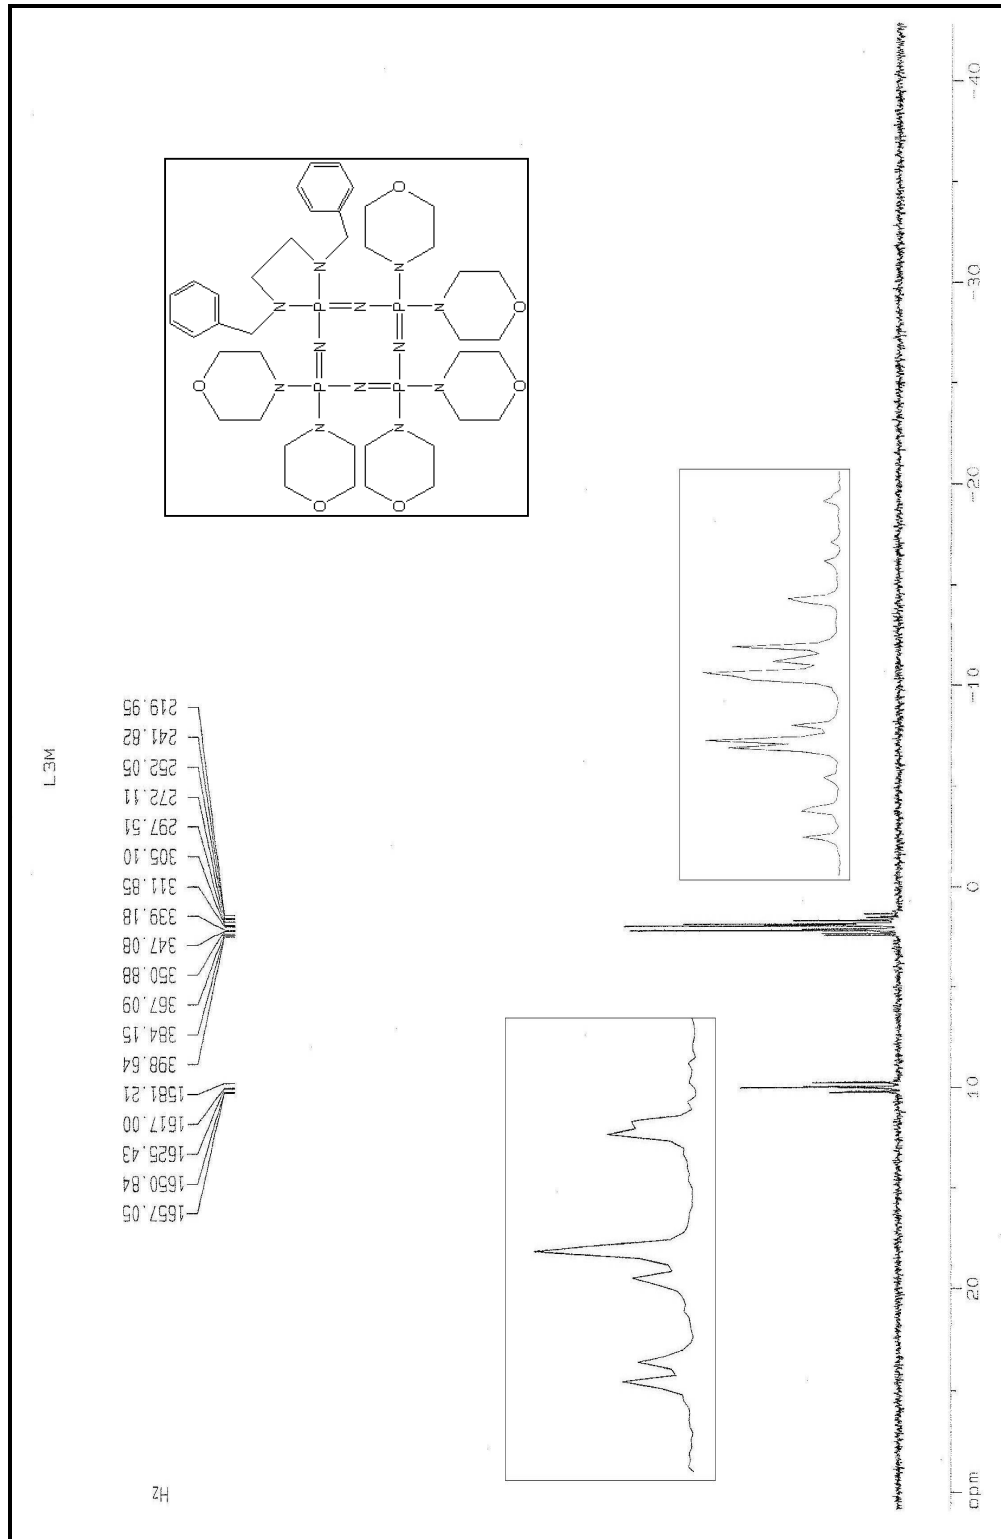 L3M
Hz
1657.05
1650.84
1625.43
1617.00
1581.21
398.64
384.15
367.09
350.88
347.08
339.18
311.85
305.10
297.51
272.11
252.05
241.82
219.95
O
N N
O N P N P N
N N
O N P N P N O
N N
O O
ppm 20 10 0 -10 -20 -30 -40